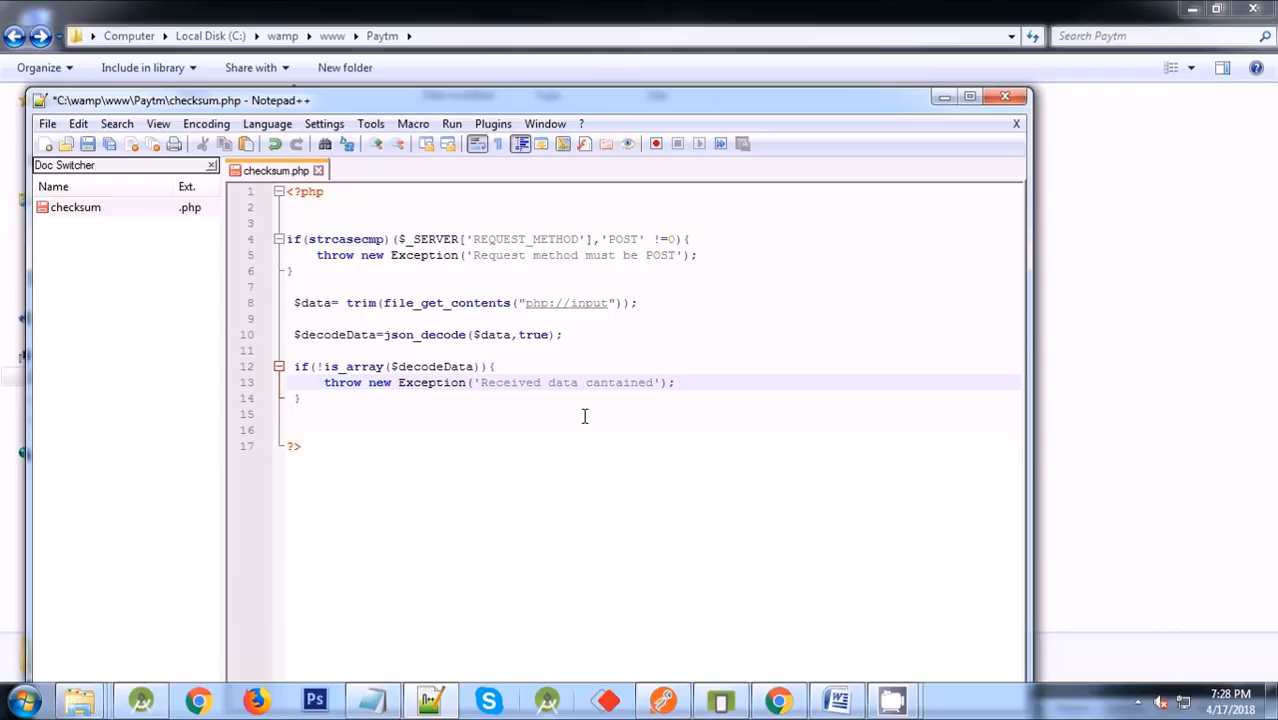 Computer Local Disk (C:) wamp www Paytm
Search Paytm
Organize Include in library Share with New folder
*C:\wamp\www\Paytm\checksum.php - Notepad++
File Edit Search View Encoding Language Settings Tools Macro Run Plugins Window ? X
Doc Switcher
checksum.php
Name Ext.
checksum .php
1 <?php
2
3
4 if(strcasecmp)($_SERVER['REQUEST_METHOD'],'POST' !=0){
5 throw new Exception('Request method must be POST');
6 }
7
8 $data= trim(file_get_contents("php://input"));
9
10 $decodeData=json_decode($data,true);
11
12 if(!is_array($decodeData)){
13 throw new Exception('Received data cantained');
14 }
15
16
17 ?>
7:28 PM
4/17/2018